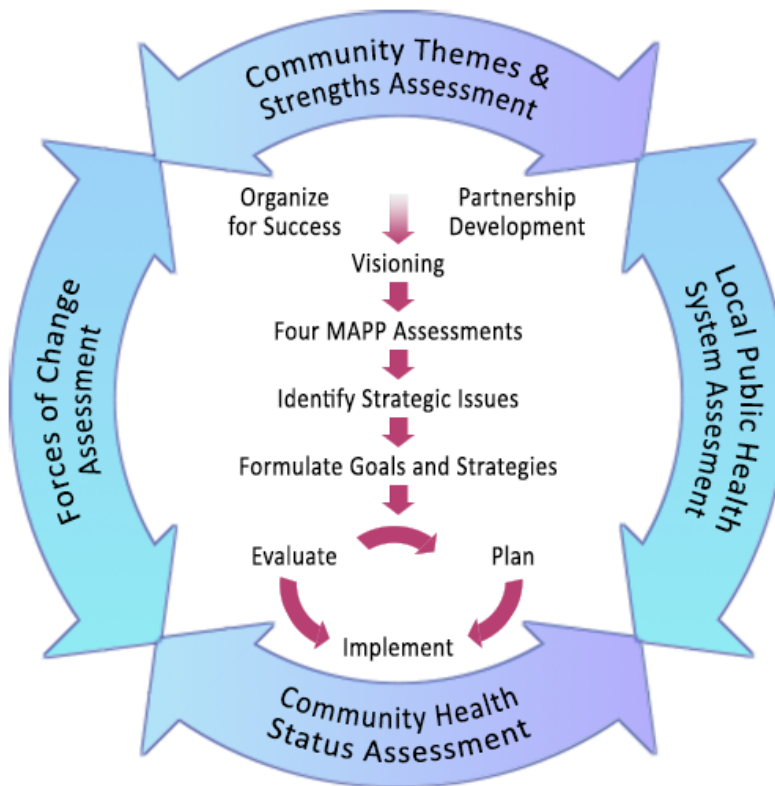 Community Themes &
Strengths Assessment
Organize
for Success
Partnership
Development
Visioning
Four MAPP Assessments
Identify Strategic Issues
Formulate Goals and Strategies
Evaluate
Plan
Implement
Forces of Change
Assessment
Local Public Health
System Assesment
Community Health
Status Assessment